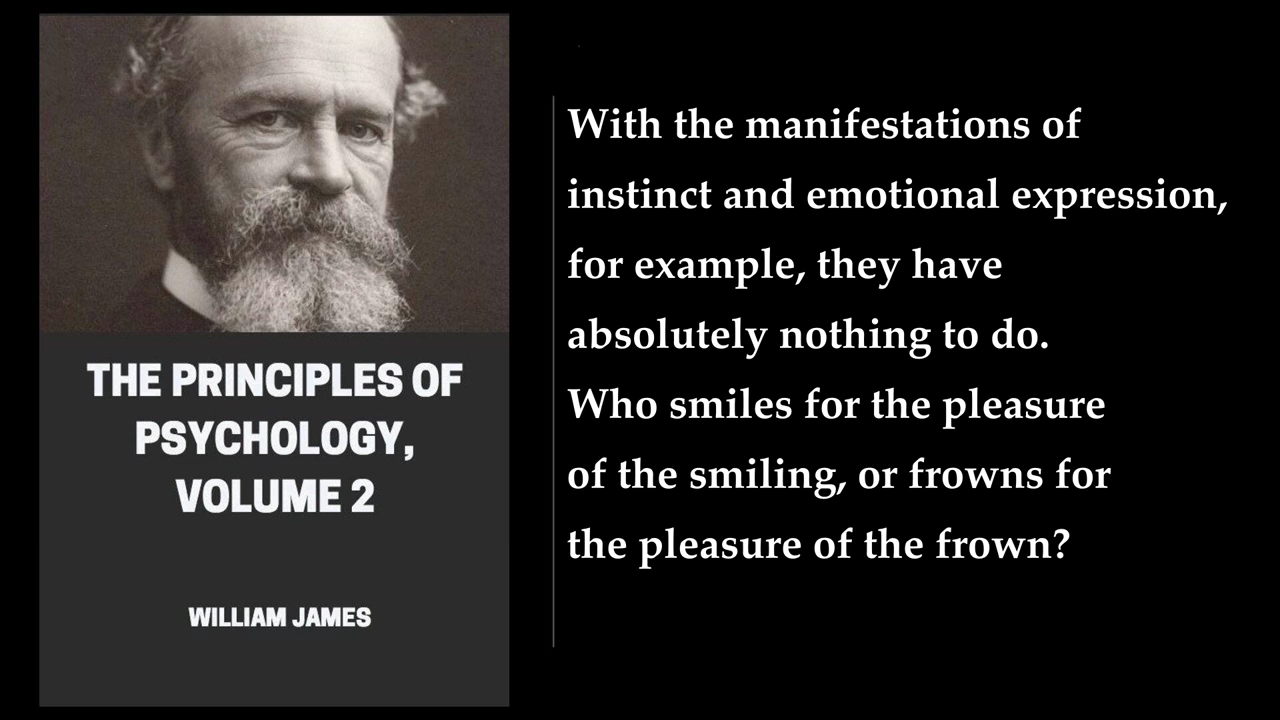 THE PRINCIPLES OF
PSYCHOLOGY,
VOLUME 2
WILLIAM JAMES
With the manifestations of
instinct and emotional expression,
for example, they have
absolutely nothing to do.
Who smiles for the pleasure
of the smiling, or frowns for
the pleasure of the frown?